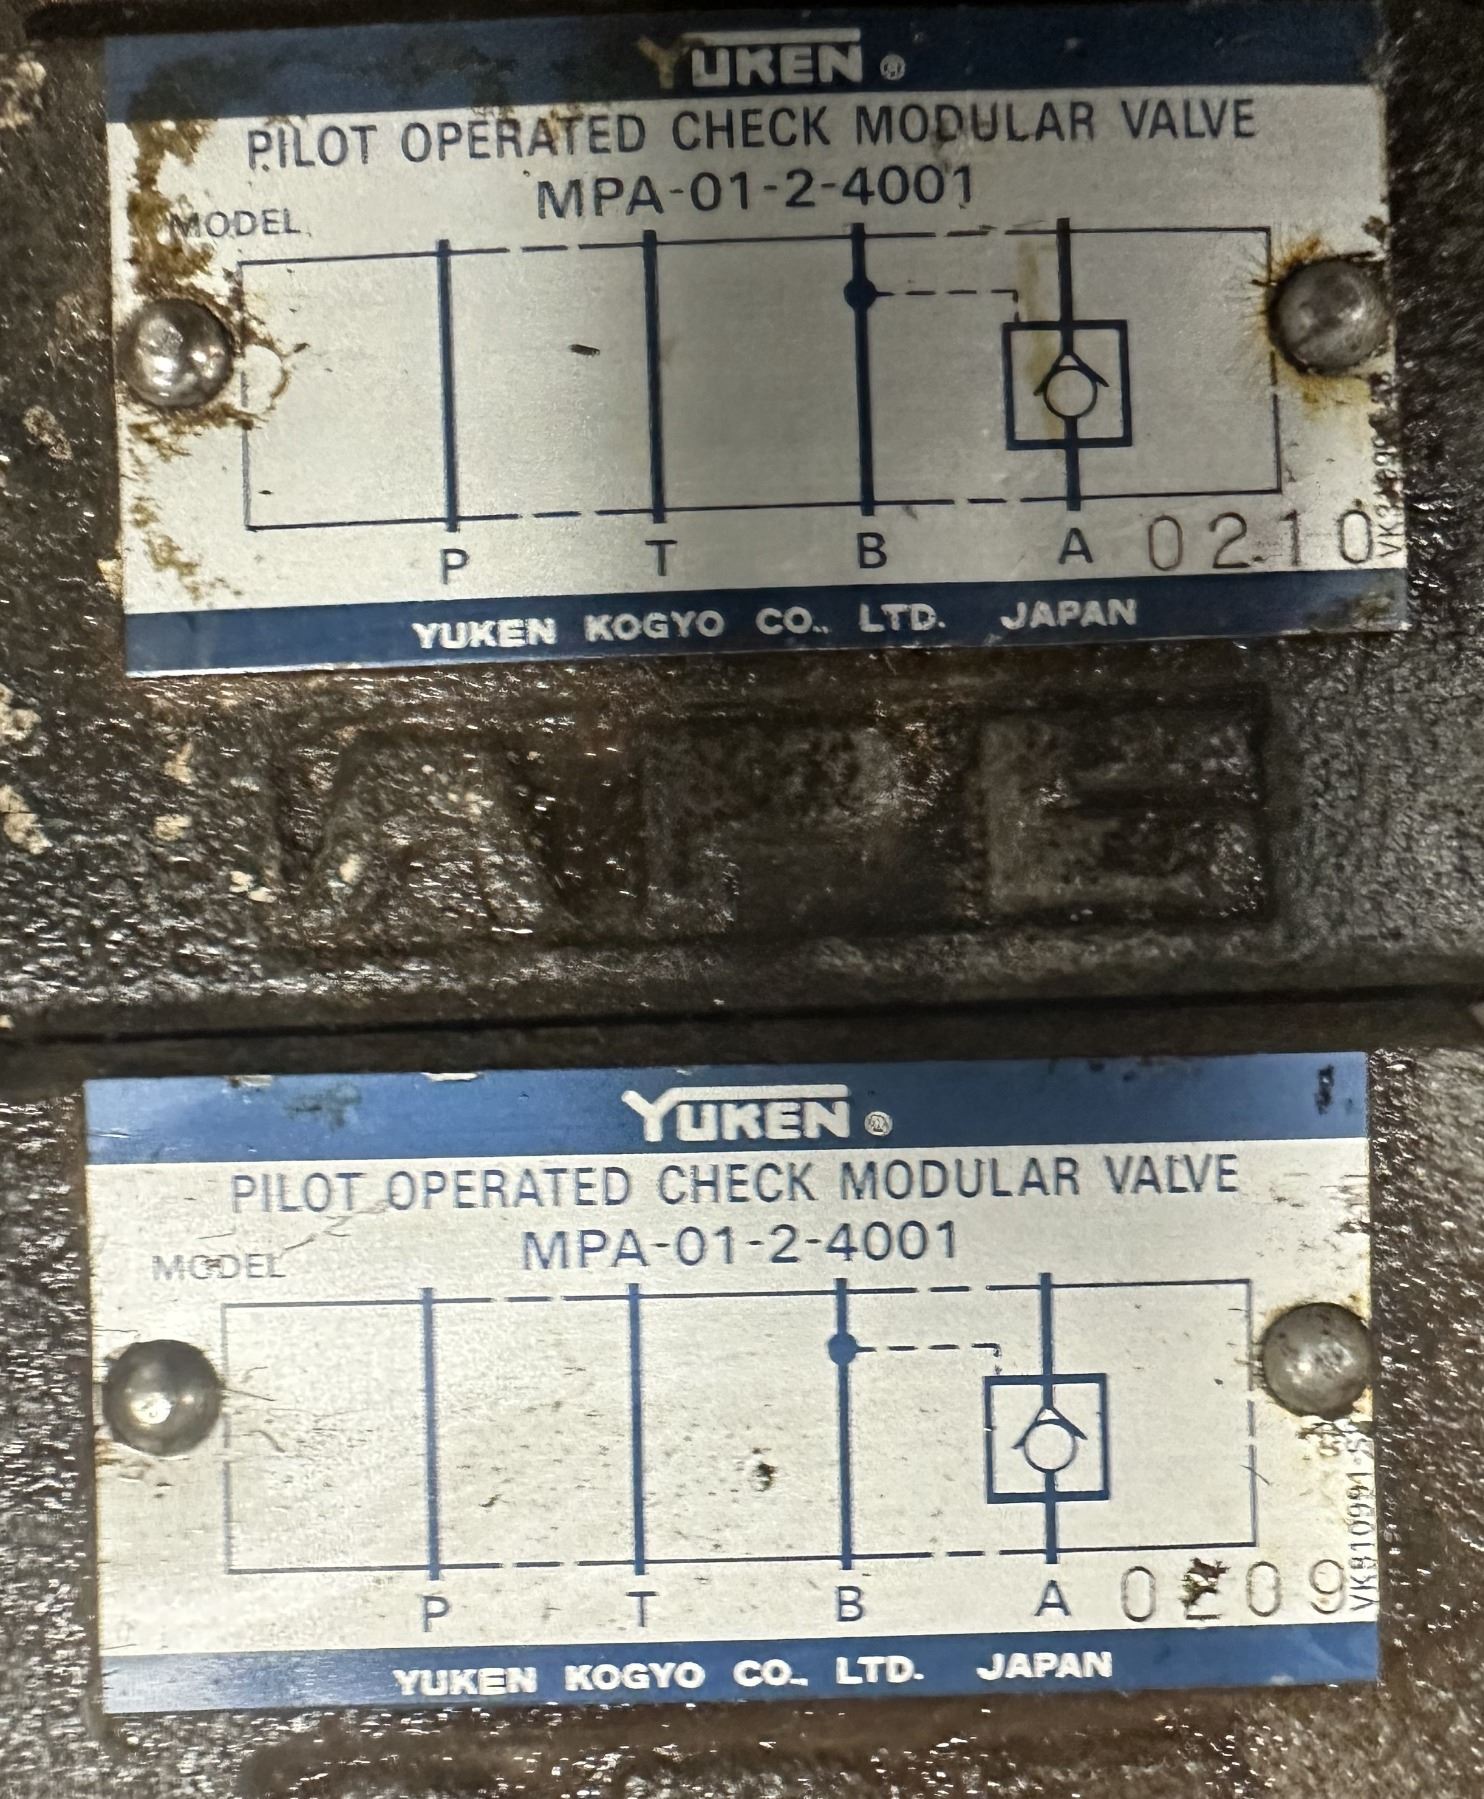 YUKEN ®
PILOT OPERATED CHECK MODULAR VALVE
MPA-01-2-4001
MODEL
P T B A 0210
YUKEN KOGYO CO., LTD. JAPAN
YUKEN ®
PILOT OPERATED CHECK MODULAR VALVE
MPA-01-2-4001
MODEL
P T B A 0209
YUKEN KOGYO CO., LTD. JAPAN